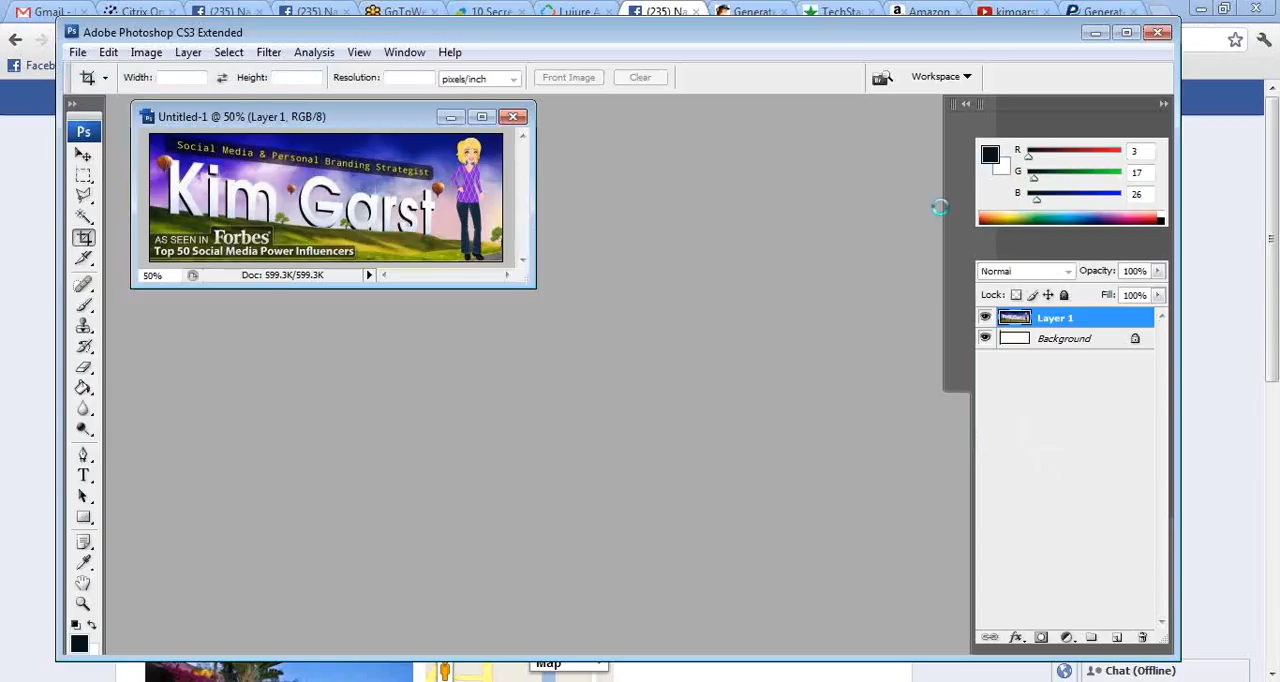 Gmail -
Citrix On
(235) Na
(235) Na
GoToWe
10 Secre
Lujure A
(235) Na
Generat
TechSta
Amazon
kimgars
Generat
Faceb
Adobe Photoshop CS3 Extended
File Edit Image Layer Select Filter Analysis View Window Help
Width: Height: Resolution: pixels/inch Front Image Clear Workspace
Ps
Untitled-1 @ 50% (Layer 1, RGB/8)
Social Media & Personal Branding Strategist
Kim Garst
AS SEEN IN Forbes
Top 50 Social Media Power Influencers
50% Doc: 599.3K/599.3K
R 3
G 17
B 26
Normal Opacity: 100%
Lock: Fill: 100%
Layer 1
Background
T
fx
Map
Chat (Offline)